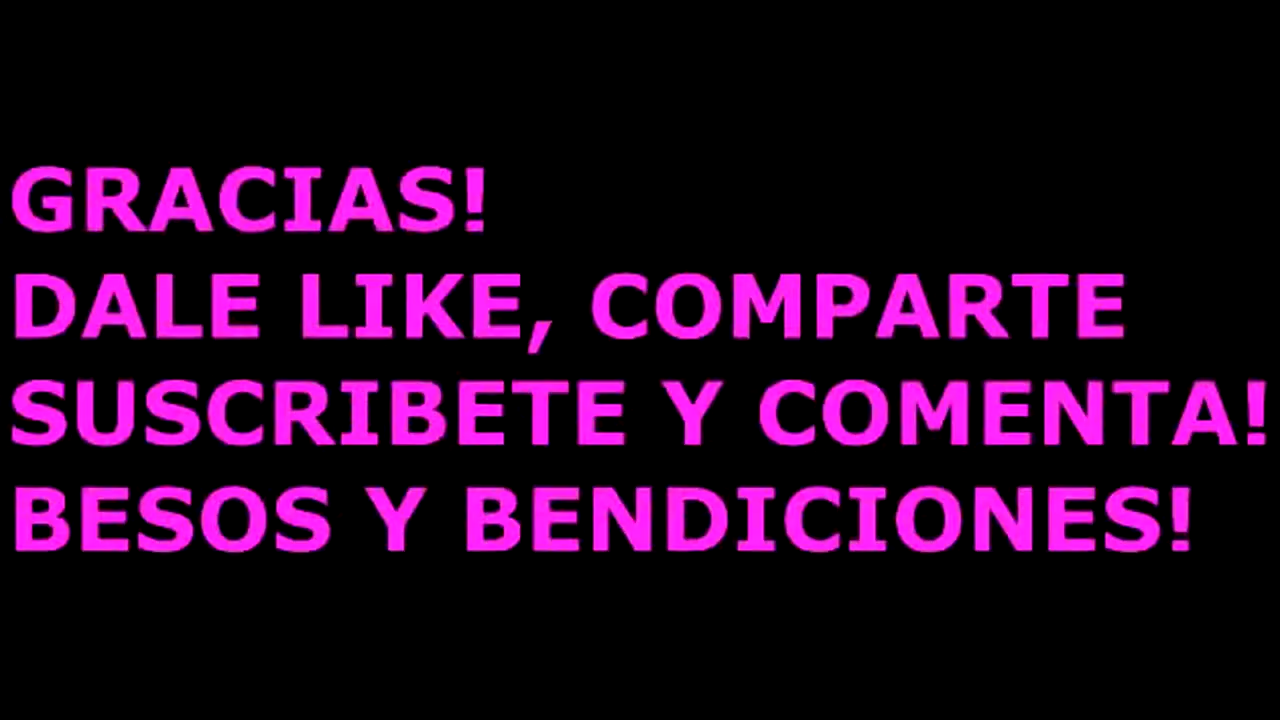 GRACIAS!
DALE LIKE, COMPARTE
SUSCRIBETE Y COMENTA!
BESOS Y BENDICIONES!